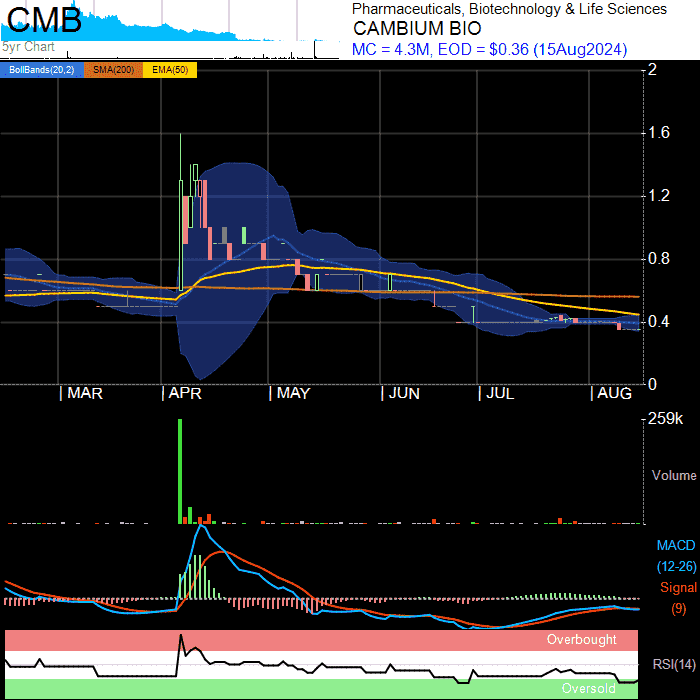 CMB
Pharmaceuticals, Biotechnology & Life Sciences
CAMBIUM BIO
MC = 4.3M, EOD = $0.36 (15Aug2024)
5yr Chart
BollBands(20,2) SMA(200) EMA(50)
2
1.6
1.2
0.8
0.4
0
MAR APR MAY JUN JUL AUG
259k
Volume
MACD
(12-26)
Signal
(9)
Overbought
RSI(14)
Oversold